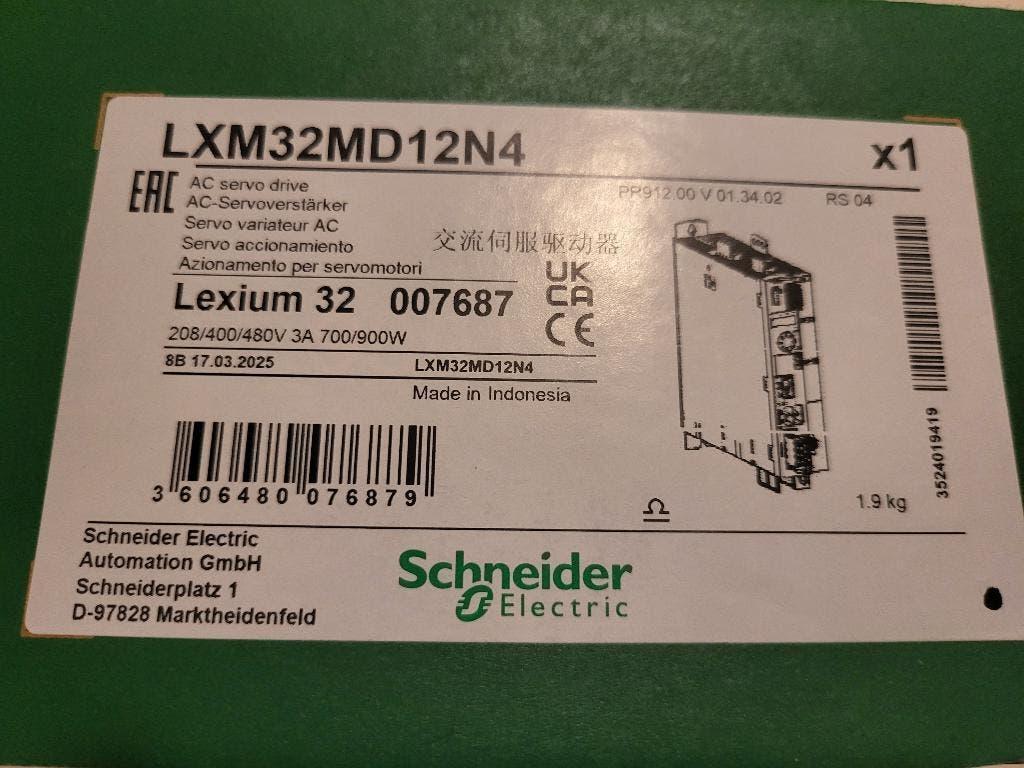 LXM32MD12N4
x1
EAC
AC servo drive
AC-Servoverstärker
Servo variateur AC
Servo accionamiento
Azionamento per servomotori
交流伺服驱动器
PP912.00 V 01.34.02 RS 04
Lexium 32 007687
UK
CA
CE
208/400/480V 3A 700/900W
8B 17.03.2025 LXM32MD12N4
Made in Indonesia
3 606480 076879
3524019419
1.9 kg
Schneider Electric
Automation GmbH
Schneiderplatz 1
D-97828 Marktheidenfeld
Schneider
Electric